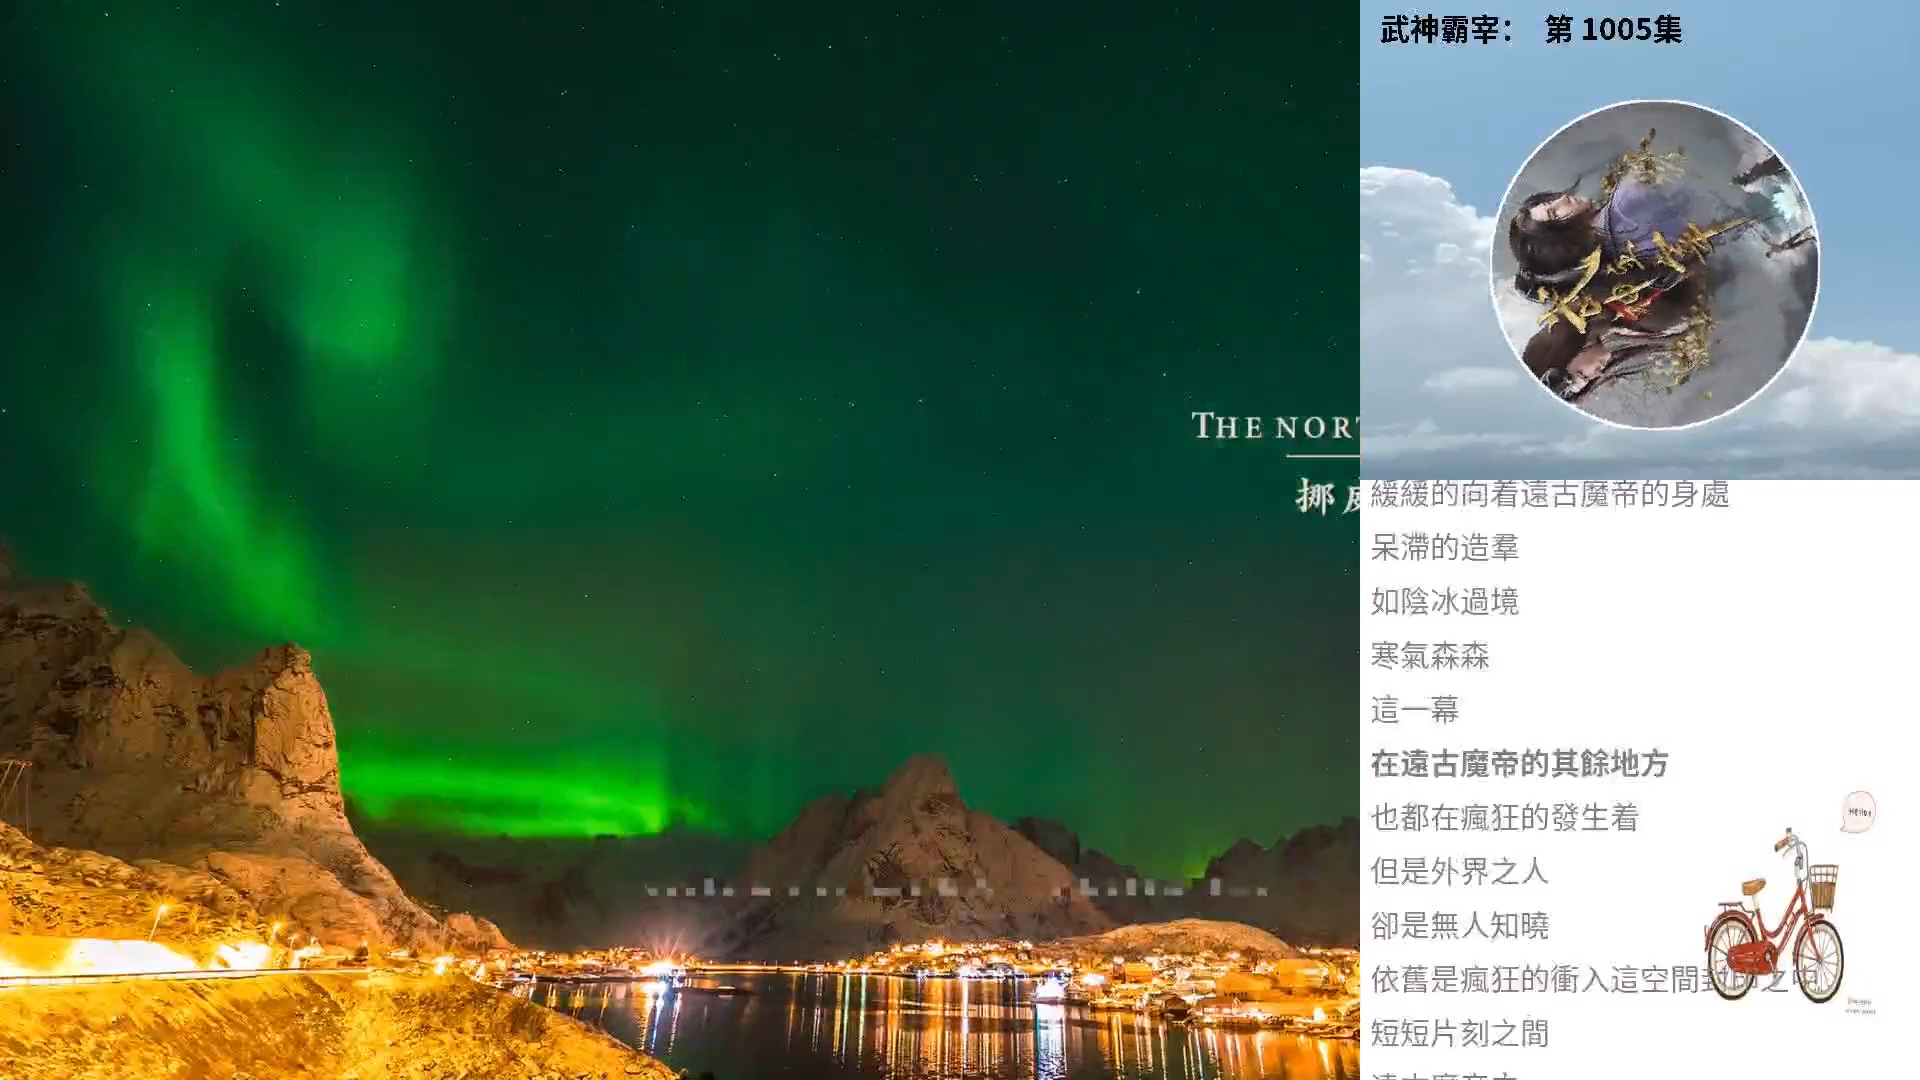 武神霸宰： 第 1005集
THE NOR
挪
緩緩的向着遠古魔帝的身處
呆滯的造羣
如陰冰過境
寒氣森森
這一幕
在遠古魔帝的其餘地方
也都在瘋狂的發生着
但是外界之人
卻是無人知曉
依舊是瘋狂的衝入這空間
短短片刻之間
Hello!